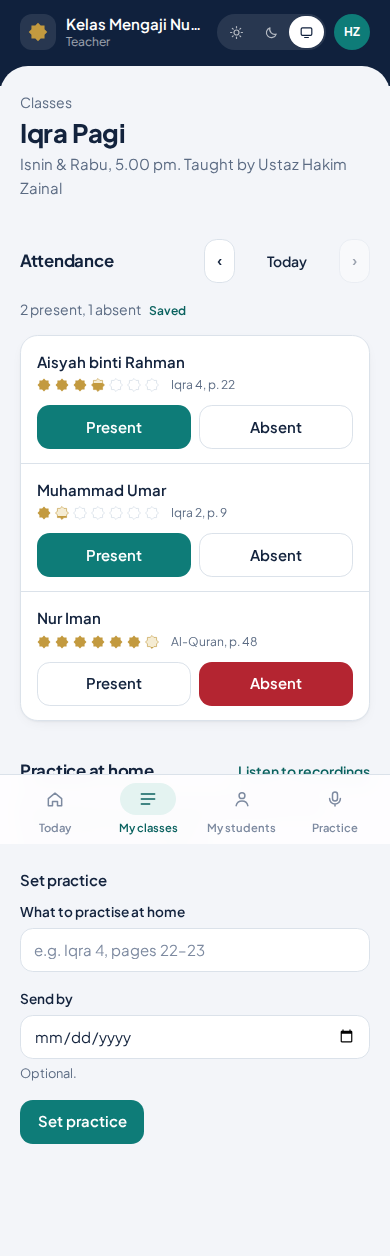 Kelas Mengaji Nu...
Teacher
HZ
Classes
Iqra Pagi
Isnin & Rabu, 5.00 pm. Taught by Ustaz Hakim
Zainal
Attendance
‹
Today
›
2 present, 1 absent Saved
Aisyah binti Rahman
Iqra 4, p. 22
Present
Absent
Muhammad Umar
Iqra 2, p. 9
Present
Absent
Nur Iman
Al-Quran, p. 48
Present
Absent
Practice at home
Listen to recordings
Today
My classes
My students
Practice
Set practice
What to practise at home
e.g. Iqra 4, pages 22–23
Send by
mm/dd/yyyy
Optional.
Set practice